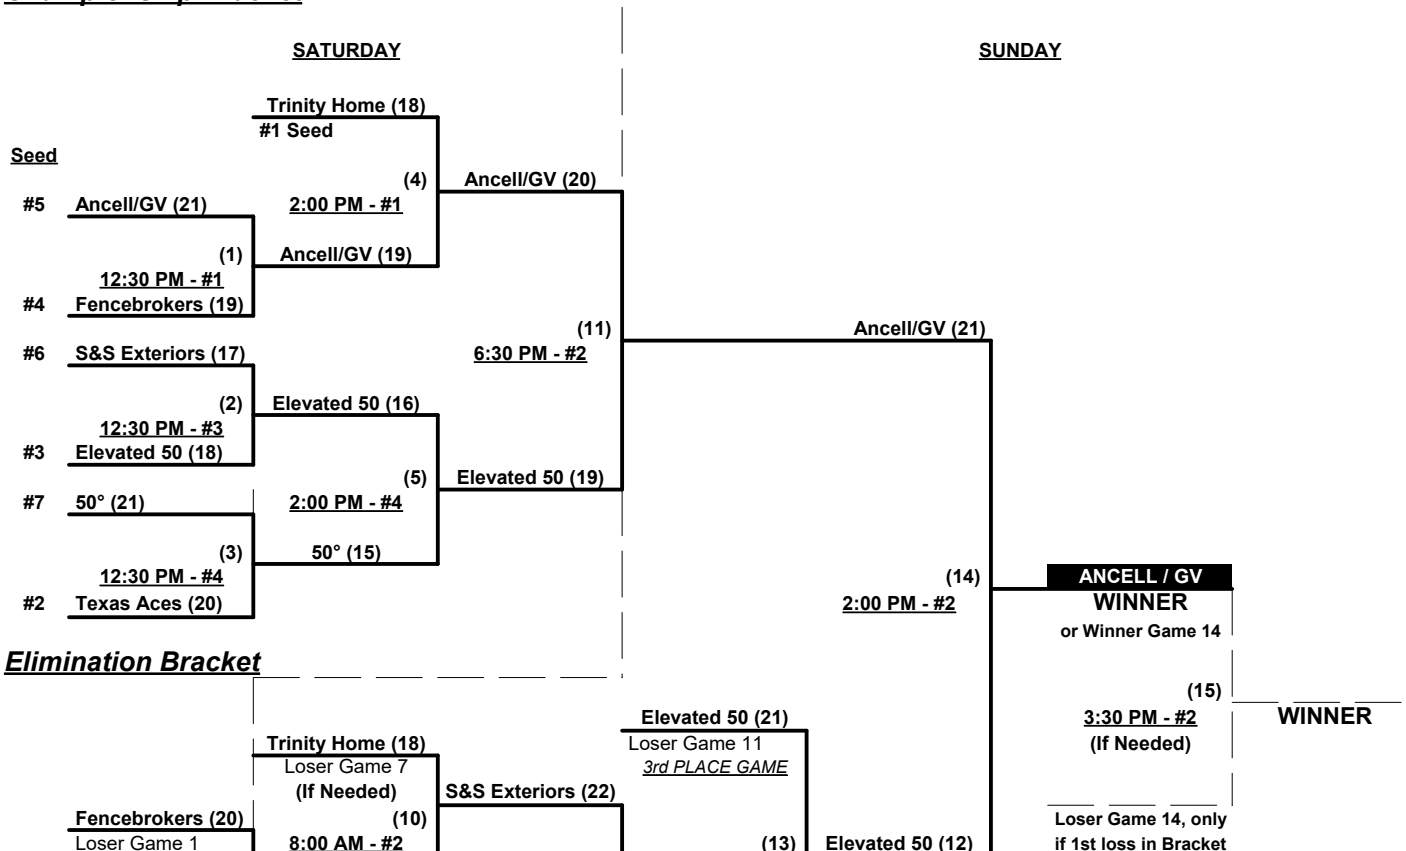 SATURDAY
SUNDAY
Trinity Home (18)
#1 Seed
Seed
(4)
Ancell/GV (20)
#5
Ancell/GV (21)
2:00 PM - #1
(1)
Ancell/GV (19)
12:30 PM - #1
#4
Fencebrokers (19)
(11)
Ancell/GV (21)
#6
S&S Exteriors (17)
6:30 PM - #2
(2)
Elevated 50 (16)
12:30 PM - #3
#3
Elevated 50 (18)
(5)
Elevated 50 (19)
#7
50° (21)
2:00 PM - #4
(3)
50° (15)
12:30 PM - #4
(14)
ANCELL / GV
#2
Texas Aces (20)
2:00 PM - #2
WINNER
or Winner Game 14
Elimination Bracket
(15)
Elevated 50 (21)
3:30 PM - #2
WINNER
Trinity Home (18)
Loser Game 11
(If Needed)
Loser Game 7
3rd PLACE GAME
(If Needed)
S&S Exteriors (22)
Fencebrokers (20)
(10)
Loser Game 14, only
Loser Game 1
8:00 AM - #2
(13)
Elevated 50 (12)
if 1st loss in Bracket